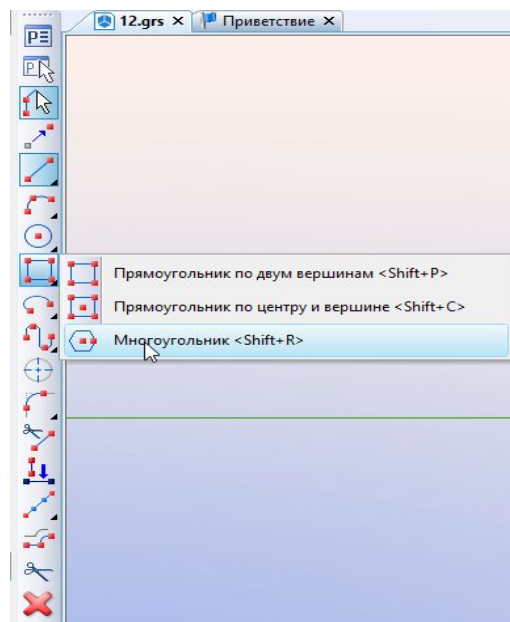 12.grs Приветствие
Прямоугольник по двум вершинам <Shift+P>
Прямоугольник по центру и вершине <Shift+C>
Многоугольник <Shift+R>